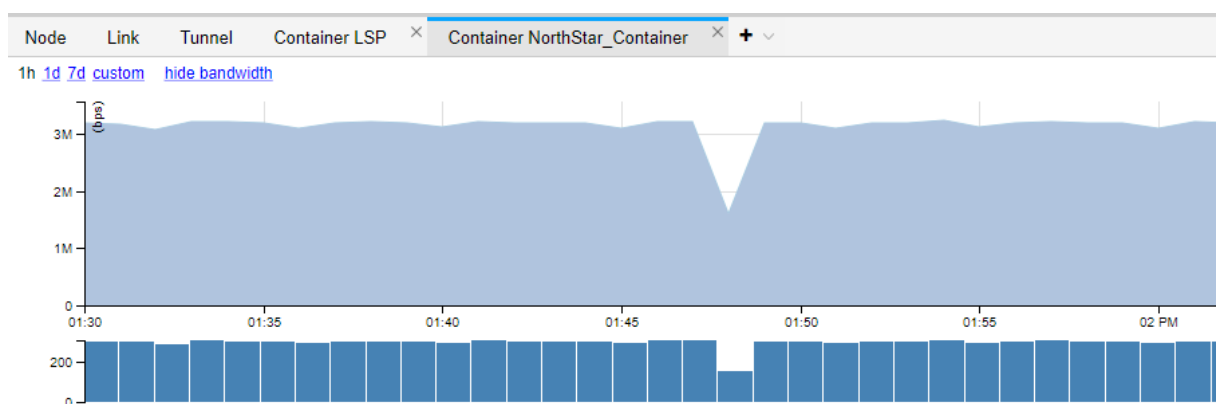 Node Link Tunnel Container LSP × Container NorthStar_Container × +
1h 1d 7d custom hide bandwidth
(bps)
3M
2M
1M
0
01:30 01:35 01:40 01:45 01:50 01:55 02 PM
200
0